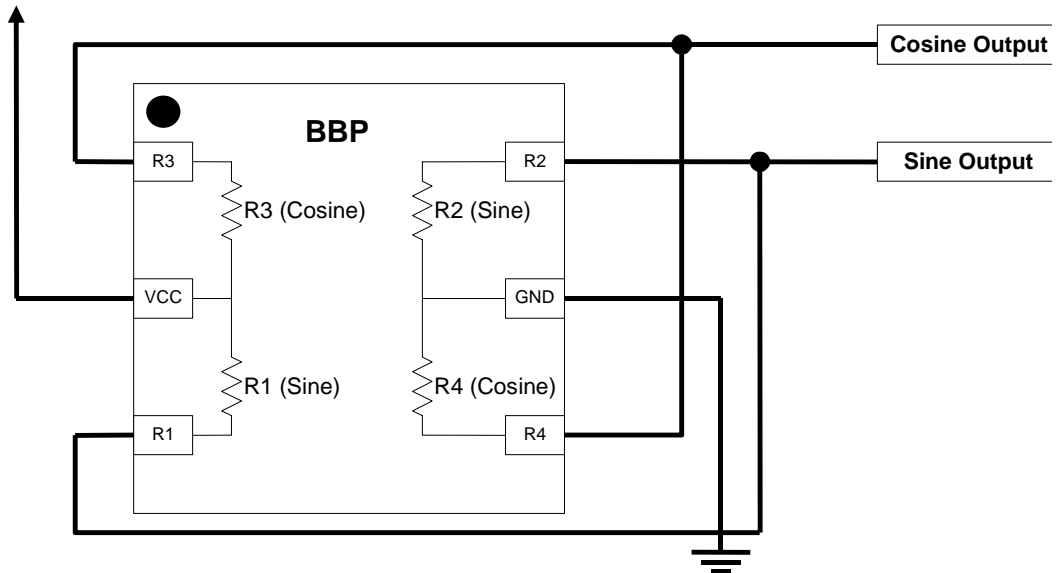 Cosine Output
BBP
R3
R2
Sine Output
R3 (Cosine)
R2 (Sine)
VCC
GND
R1 (Sine)
R4 (Cosine)
R1
R4